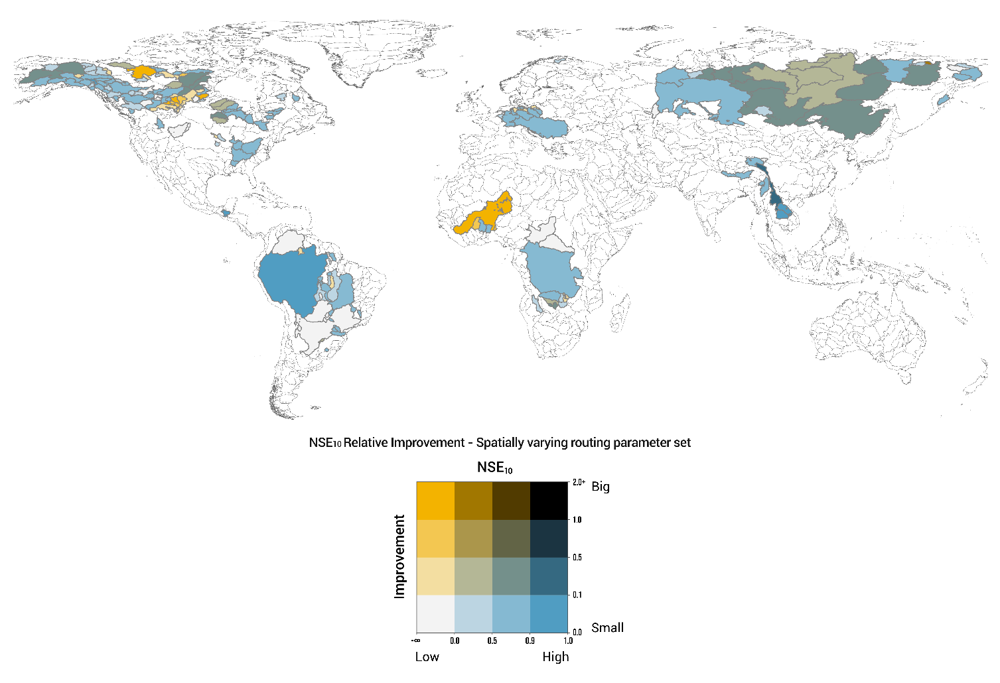 NSE₁₀ Relative Improvement - Spatially varying routing parameter set
NSE₁₀
2.0+ Big
1.0
Improvement
0.5
0.1
0.0 Small
-∞ 0.0 0.5 0.9 1.0
Low High